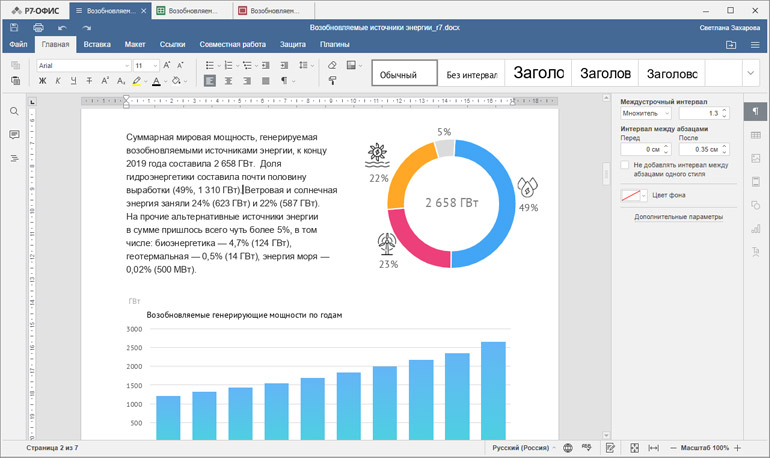 Р7-ОФИС
Возобновляем...
Возобновляем...
Возобновляем...
Возобновляемые источники энергии_r7.docx
Светлана Захарова
Файл
Главная
Вставка
Макет
Ссылки
Совместная работа
Защита
Плагины
Arial
11
Ж К Ч
Обычный
Без интервал
Заголо
Заголов
Заголовс
Суммарная мировая мощность, генерируемая
возобновляемыми источниками энергии, к концу
2019 года составила 2 658 ГВт. Доля
гидроэнергетики составила почти половину
выработки (49%, 1 310 ГВт). Ветровая и солнечная
энергия заняли 24% (623 ГВт) и 22% (587 ГВт).
На прочие альтернативные источники энергии
в сумме пришлось всего чуть более 5%, в том
числе: биоэнергетика — 4,7% (124 ГВт),
геотермальная — 0,5% (14 ГВт), энергия моря —
0,02% (500 МВт).
5%
22%
2 658 ГВт
49%
23%
ГВт
Возобновляемые генерирующие мощности по годам
3000
2500
2000
1500
1000
500
Междустрочный интервал
Множитель
1.3
Интервал между абзацами
Перед
После
0 см
0.35 см
Не добавлять интервал между
абзацами одного стиля
Цвет фона
Дополнительные параметры
Страница 2 из 7
Русский (Россия)
Масштаб 100%